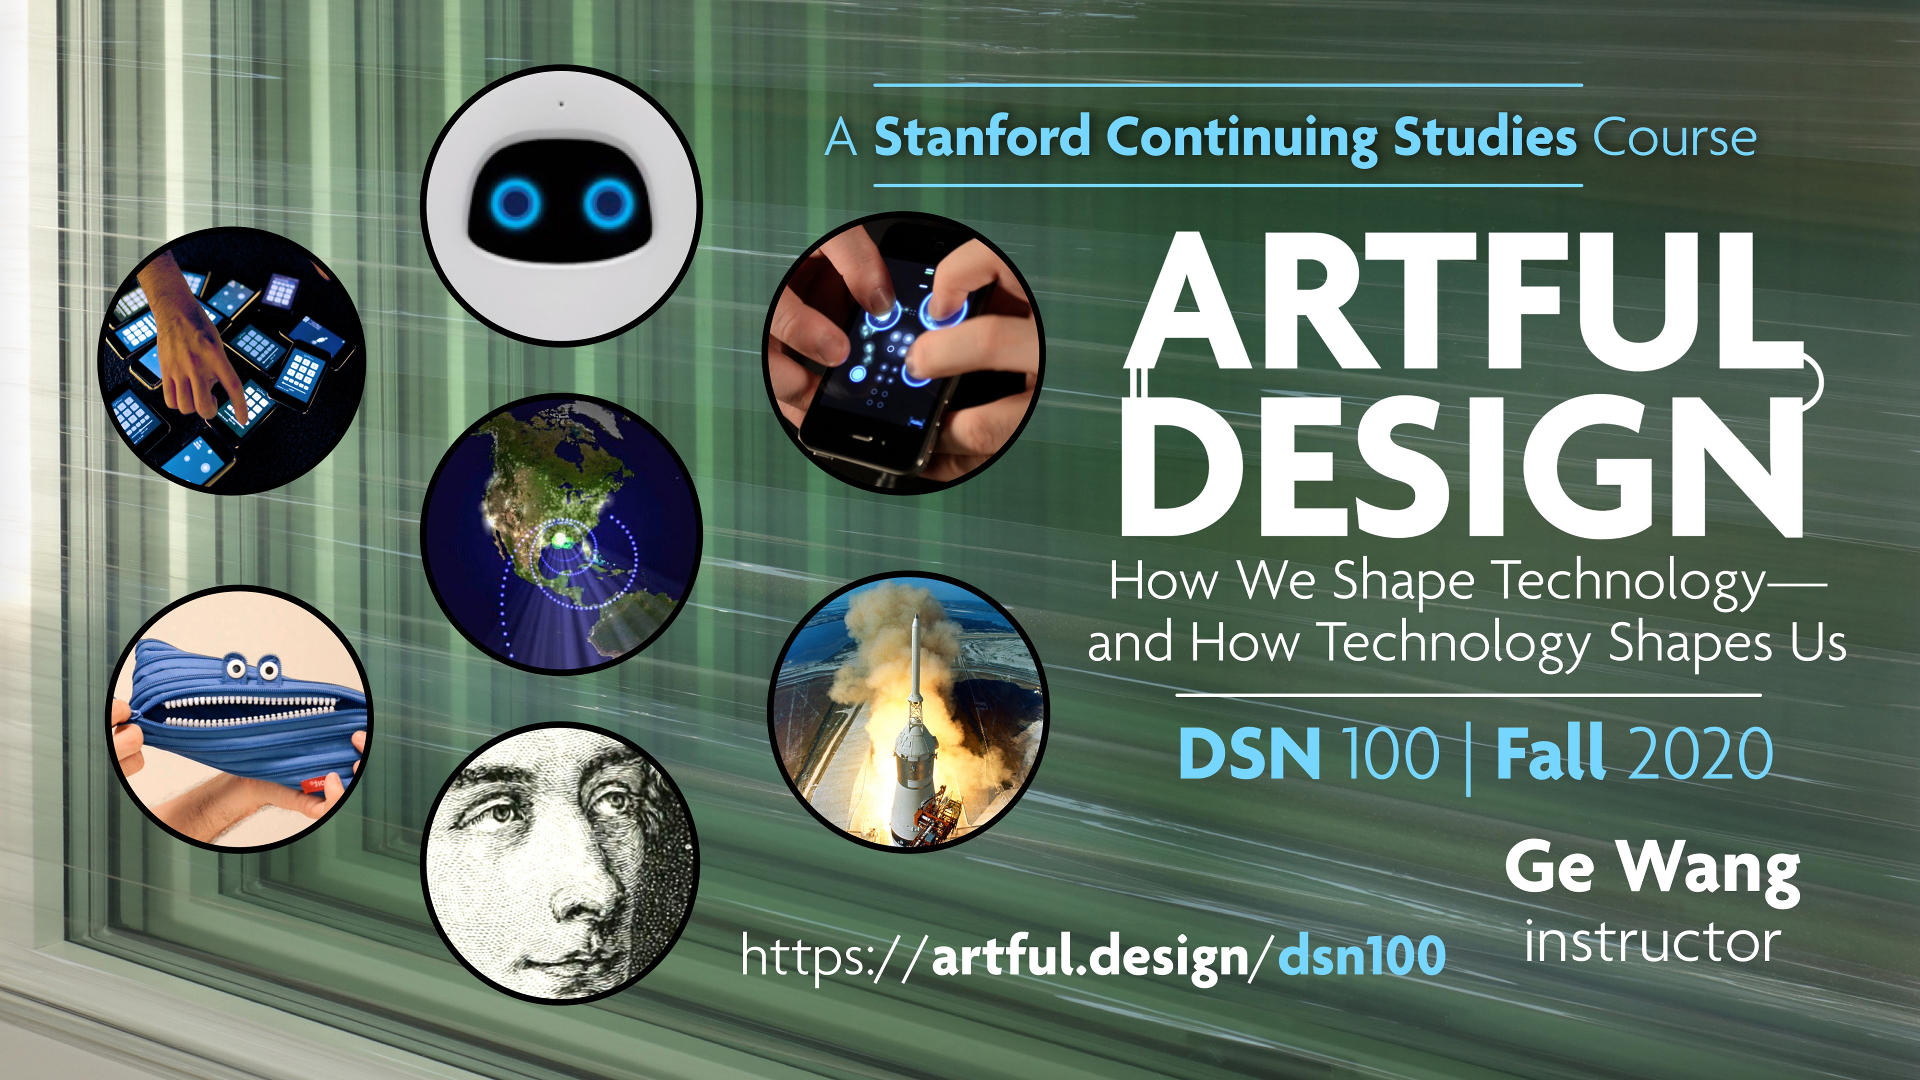 A Stanford Continuing Studies Course
ARTFUL
DESIGN
How We Shape Technology—
and How Technology Shapes Us
DSN 100 | Fall 2020
Ge Wang
instructor
https://artful.design/dsn100